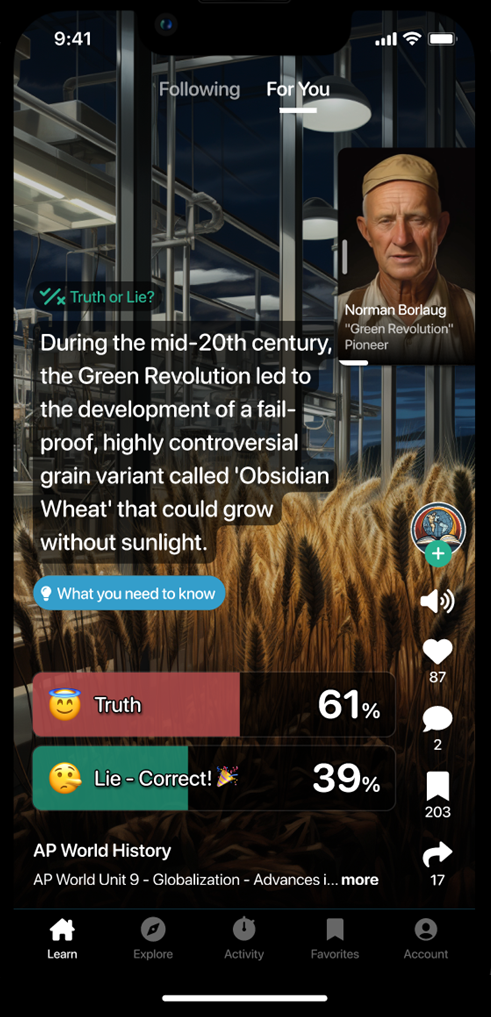 9:41
Following For You
Norman Borlaug
"Green Revolution"
Pioneer
Truth or Lie?
During the mid-20th century,
the Green Revolution led to
the development of a fail-
proof, highly controversial
grain variant called 'Obsidian
Wheat' that could grow
without sunlight.
What you need to know
87
Truth 61%
2
Lie - Correct! 39%
203
AP World History
AP World Unit 9 - Globalization - Advances i... more
17
Learn Explore Activity Favorites Account